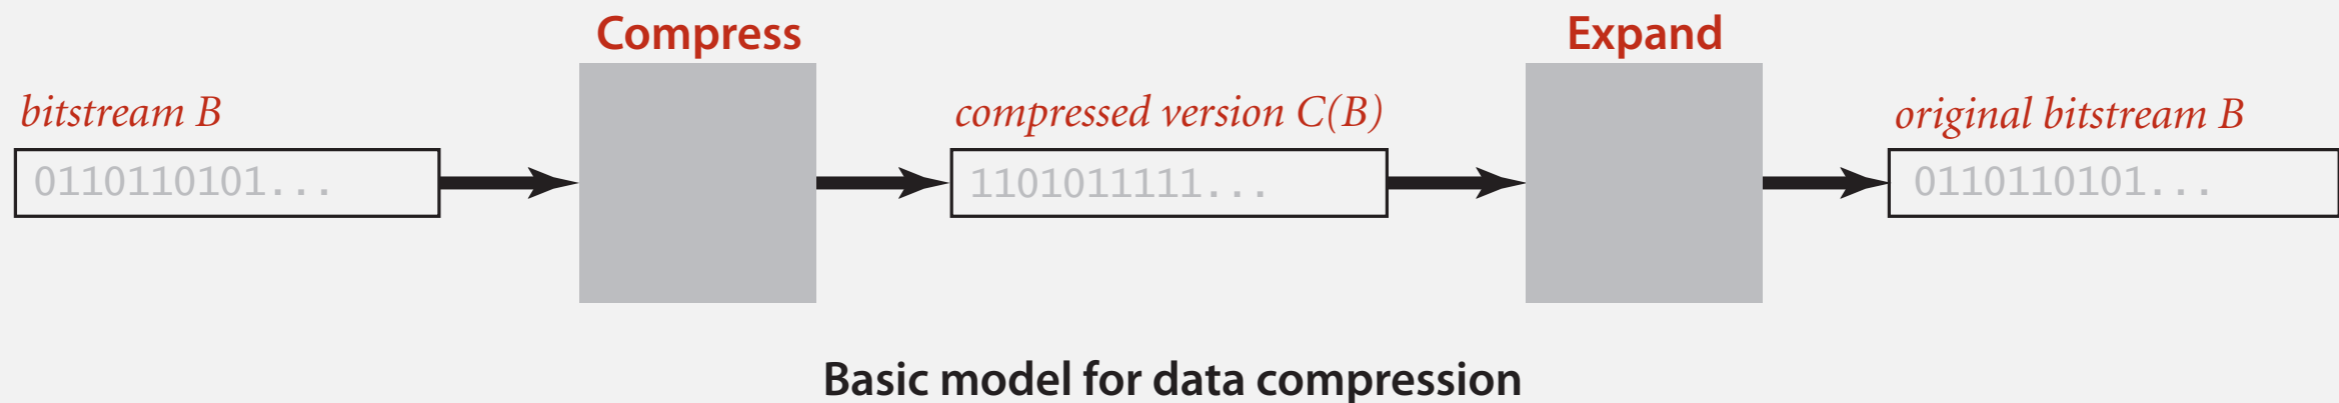 Compress
Expand
bitstream B
compressed version C(B)
original bitstream B
0110110101...
1101011111...
0110110101...
Basic model for data compression